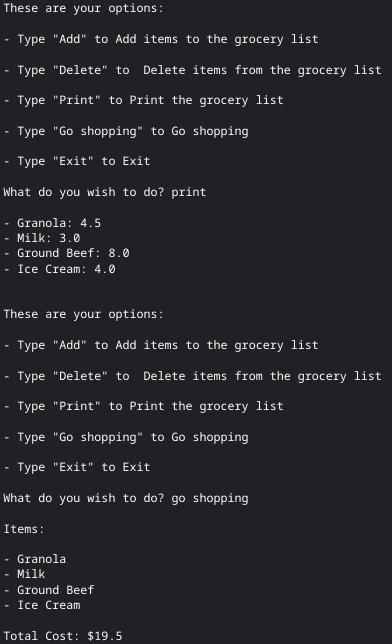 These are your options:
- Type "Add" to Add items to the grocery list
- Type "Delete" to  Delete items from the grocery list
- Type "Print" to Print the grocery list
- Type "Go shopping" to Go shopping
- Type "Exit" to Exit
What do you wish to do? print
- Granola: 4.5
- Milk: 3.0
- Ground Beef: 8.0
- Ice Cream: 4.0
These are your options:
- Type "Add" to Add items to the grocery list
- Type "Delete" to  Delete items from the grocery list
- Type "Print" to Print the grocery list
- Type "Go shopping" to Go shopping
- Type "Exit" to Exit
What do you wish to do? go shopping
Items:
- Granola
- Milk
- Ground Beef
- Ice Cream
Total Cost: $19.5